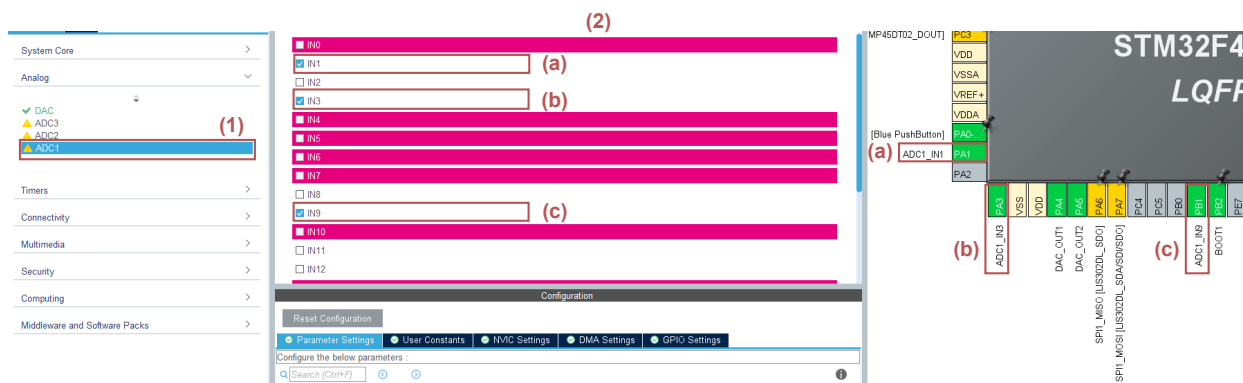 (2)
System Core
Analog
DAC
ADC3
ADC2
ADC1
(1)
Timers
Connectivity
Multimedia
Security
Computing
Middleware and Software Packs
IN0
IN1
(a)
IN2
IN3
(b)
IN4
IN5
IN6
IN7
IN8
IN9
(c)
IN10
IN11
IN12
Configuration
Reset Configuration
Parameter Settings
User Constants
NVIC Settings
DMA Settings
GPIO Settings
Configure the below parameters :
Search (Ctrl+F)
MP45DT02_DOUT]
PC3
VDD
VSSA
VREF+
VDDA
[Blue PushButton]
PA0-..
(a)
ADC1_IN1
PA1
PA2
STM32F4
LQFP
PA3
VSS
VDD
PA4
PA5
PA6
PA7
PC4
PC5
PB0
PB1
PB2
PE7
(b)
ADC1_IN3
DAC_OUT1
DAC_OUT2
SPI1_MISO [LIS302DL_SDO]
SPI1_MOSI [LIS302DL_SDA/SDI/SDO]
(c)
ADC1_IN9
BOOT1